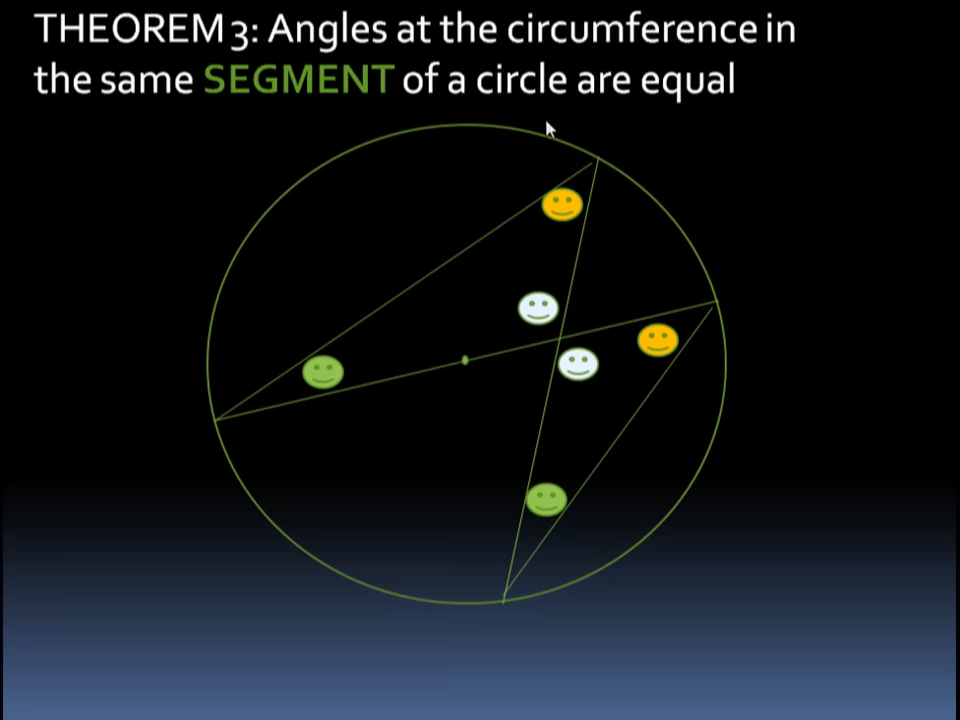 THEOREM 3: Angles at the circumference in
the same SEGMENT of a circle are equal